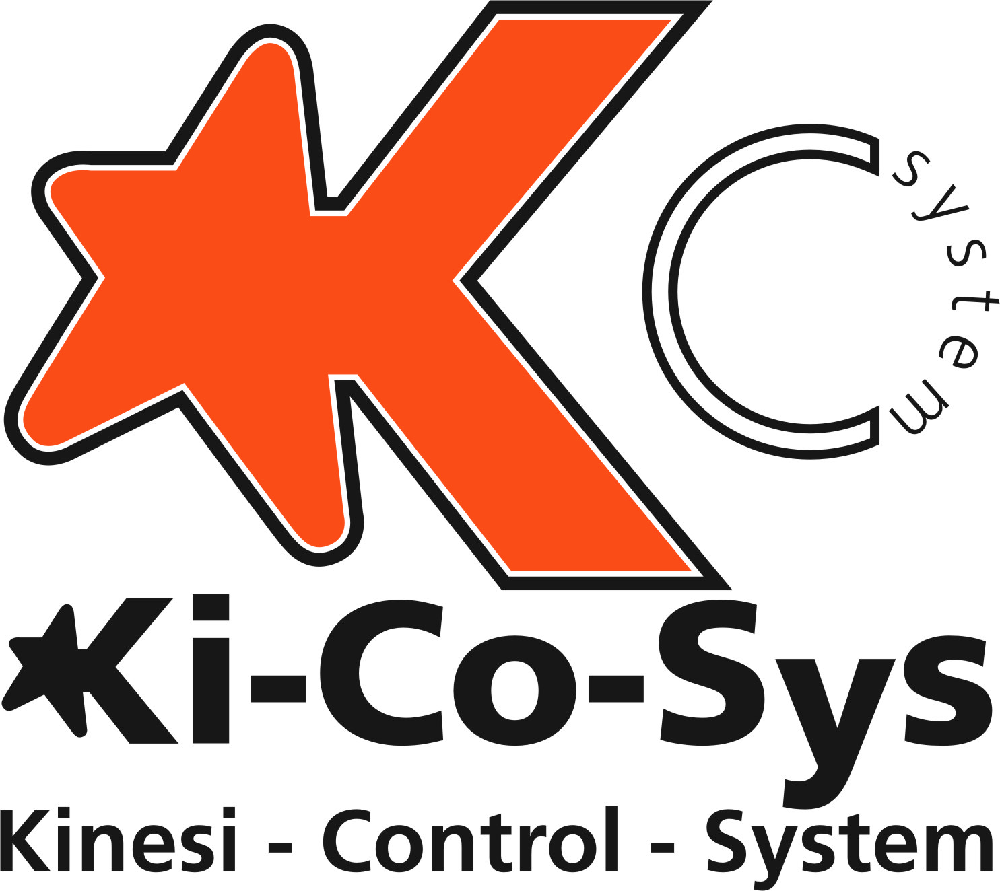 K C system
Ki-Co-Sys
Kinesi - Control - System